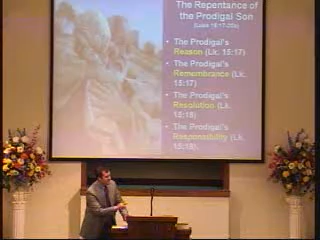 The Repentance of
the Prodigal Son
(Luke 15:17-20a)
• The Prodigal's
Reason (Lk. 15:17)
• The Prodigal's
Remembrance (Lk.
15:17)
• The Prodigal's
Resolution (Lk.
15:18)
• The Prodigal's
Responsibility (Lk.
15:18)